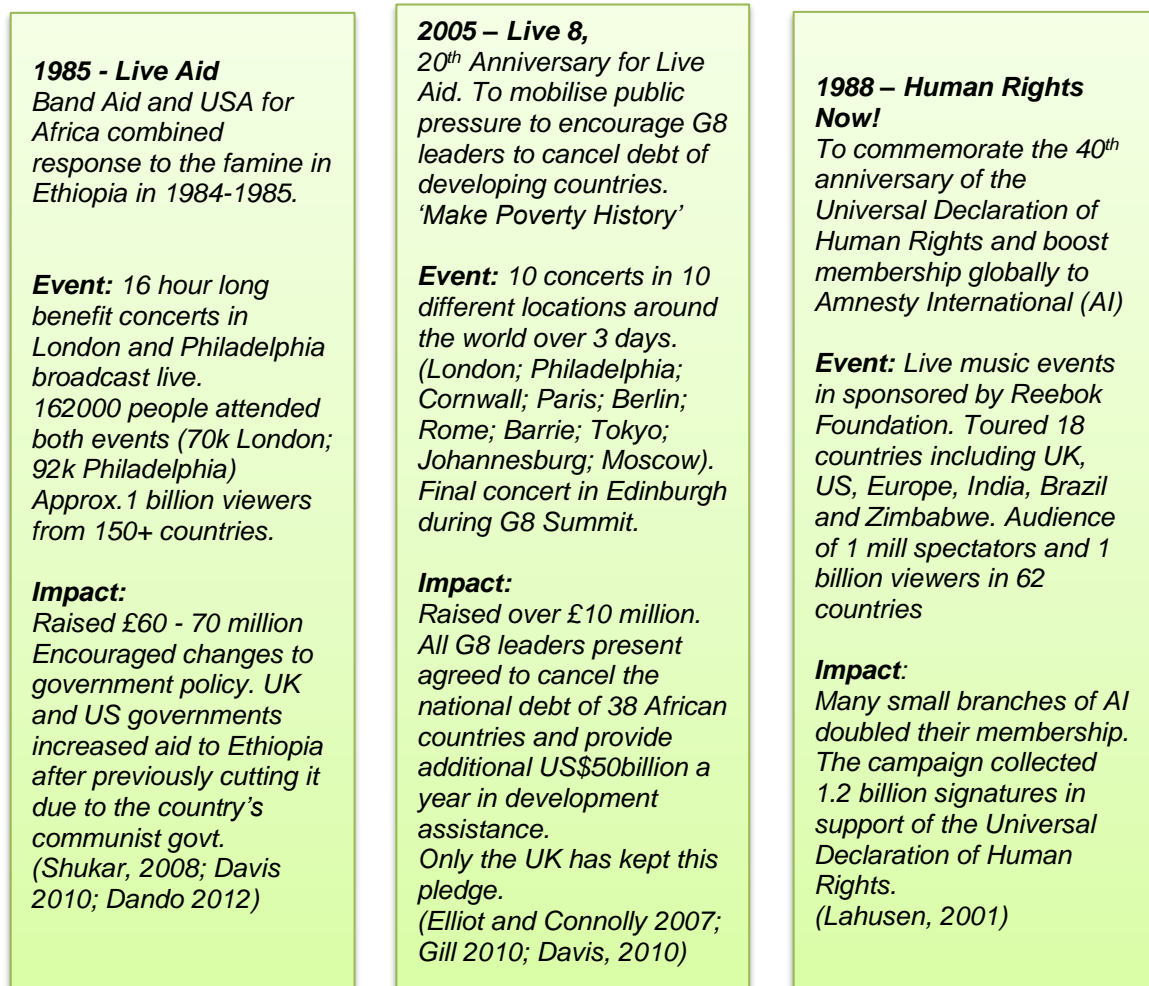 1985 - Live Aid
Band Aid and USA for
Africa combined
response to the famine in
Ethiopia in 1984-1985.
Event: 16 hour long
benefit concerts in
London and Philadelphia
broadcast live.
162000 people attended
both events (70k London;
92k Philadelphia)
Approx.1 billion viewers
from 150+ countries.
Impact:
Raised £60 - 70 million
Encouraged changes to
government policy. UK
and US governments
increased aid to Ethiopia
after previously cutting it
due to the country’s
communist govt.
(Shukar, 2008; Davis
2010; Dando 2012)
2005 – Live 8,
20th Anniversary for Live
Aid. To mobilise public
pressure to encourage G8
leaders to cancel debt of
developing countries.
‘Make Poverty History’
Event: 10 concerts in 10
different locations around
the world over 3 days.
(London; Philadelphia;
Cornwall; Paris; Berlin;
Rome; Barrie; Tokyo;
Johannesburg; Moscow).
Final concert in Edinburgh
during G8 Summit.
Impact:
Raised over £10 million.
All G8 leaders present
agreed to cancel the
national debt of 38 African
countries and provide
additional US$50billion a
year in development
assistance.
Only the UK has kept this
pledge.
(Elliot and Connolly 2007;
Gill 2010; Davis, 2010)
1988 – Human Rights
Now!
To commemorate the 40th
anniversary of the
Universal Declaration of
Human Rights and boost
membership globally to
Amnesty International (AI)
Event: Live music events
in sponsored by Reebok
Foundation. Toured 18
countries including UK,
US, Europe, India, Brazil
and Zimbabwe. Audience
of 1 mill spectators and 1
billion viewers in 62
countries
Impact:
Many small branches of AI
doubled their membership.
The campaign collected
1.2 billion signatures in
support of the Universal
Declaration of Human
Rights.
(Lahusen, 2001)